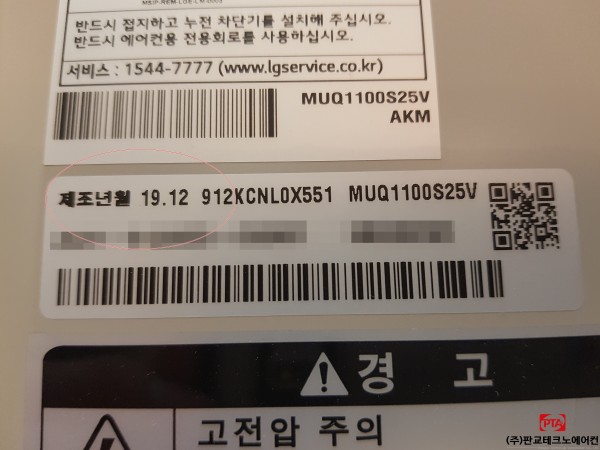 반드시 접지하고 누전 차단기를 설치해 주십시오.
반드시 에어컨용 전용회로를 사용하십시오.
서비스 : 1544-7777 (www.lgservice.co.kr)
MUQ1100S25V
AKM
제조년월 19.12 912KCNL0X551 MUQ1100S25V
경 고
고전압 주의
PTA
(주)판교테크노에어컨